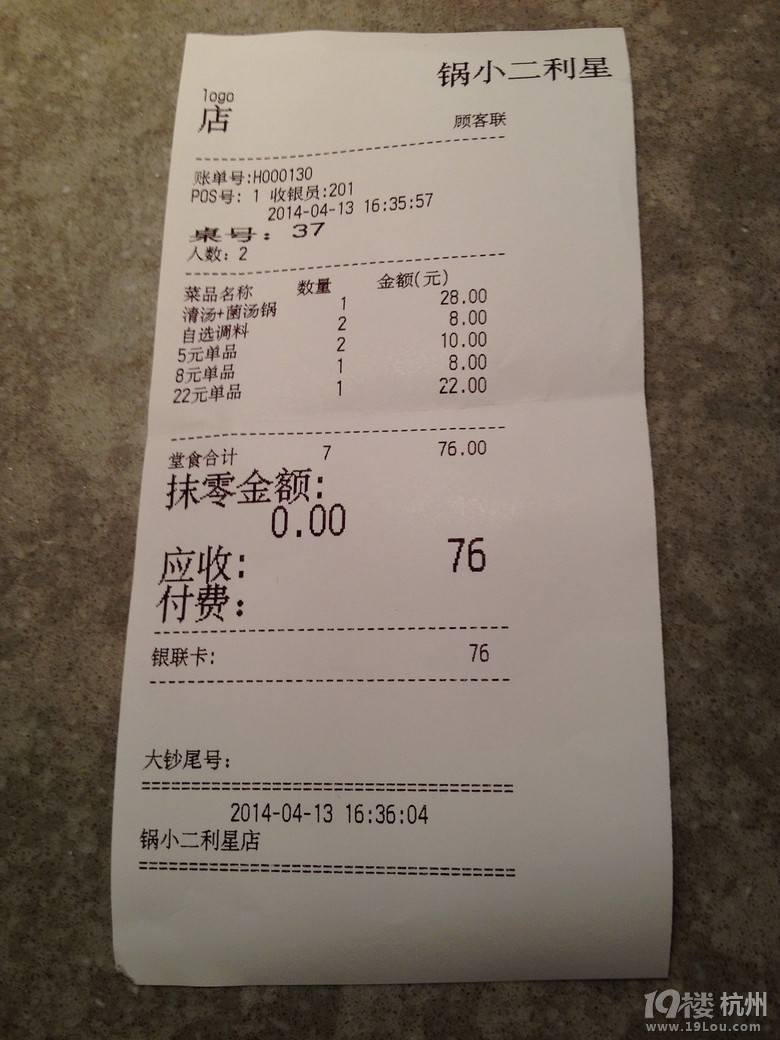 锅小二利星
logo
店
顾客联
账单号:H000130
POS号: 1 收银员:201
2014-04-13 16:35:57
桌号: 37
人数: 2
菜品名称 数量 金额(元)
清汤+菌汤锅 1 28.00
自选调料 2 8.00
5元单品 2 10.00
8元单品 1 8.00
22元单品 1 22.00
堂食合计 7 76.00
抹零金额:
0.00
应收: 76
付费:
银联卡: 76
大钞尾号:
2014-04-13 16:36:04
锅小二利星店
19楼 杭州
www.19Lou.com